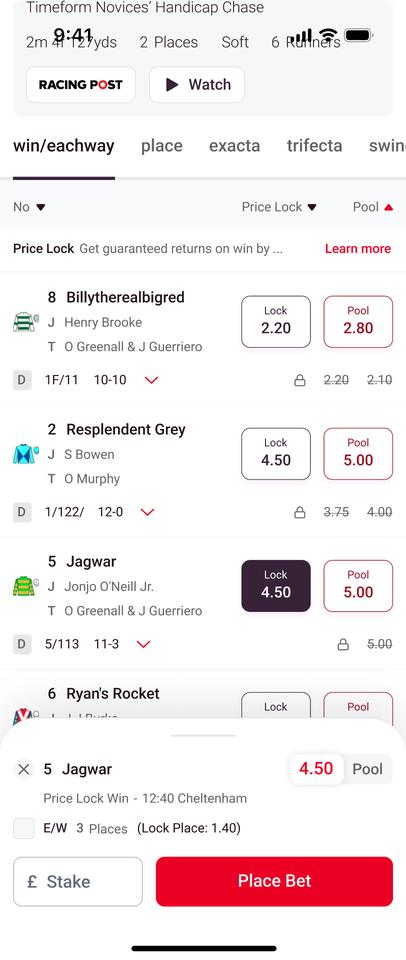 Timeform Novices’ Handicap Chase
9:41
2m 4f 127yds 2 Places Soft 6 Runners
RACING POST Watch
win/eachway place exacta trifecta swin
No Price Lock Pool
Price Lock Get guaranteed returns on win by ... Learn more
8 Billytherealbigred
J Henry Brooke
T O Greenall & J Guerriero
Lock 2.20
Pool 2.80
D 1F/11 10-10 2.20 2.10
2 Resplendent Grey
J S Bowen
T O Murphy
Lock 4.50
Pool 5.00
D 1/122/ 12-0 3.75 4.00
5 Jagwar
J Jonjo O’Neill Jr.
T O Greenall & J Guerriero
Lock 4.50
Pool 5.00
D 5/113 11-3 5.00
6 Ryan's Rocket
Lock
Pool
5 Jagwar 4.50 Pool
Price Lock Win - 12:40 Cheltenham
E/W 3 Places (Lock Place: 1.40)
£ Stake Place Bet